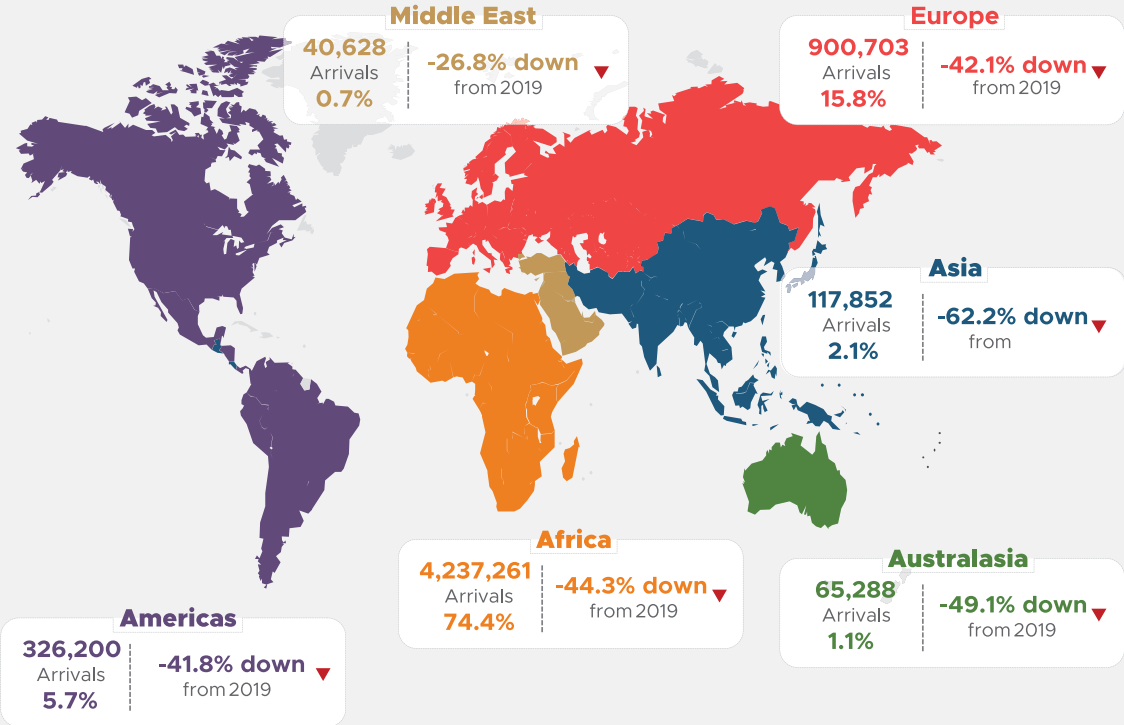 Middle East
40,628
Arrivals
0.7%
-26.8% down
from 2019
Europe
900,703
Arrivals
15.8%
-42.1% down
from 2019
Asia
117,852
Arrivals
2.1%
-62.2% down
from
Africa
4,237,261
Arrivals
74.4%
-44.3% down
from 2019
Australasia
65,288
Arrivals
1.1%
-49.1% down
from 2019
Americas
326,200
Arrivals
5.7%
-41.8% down
from 2019